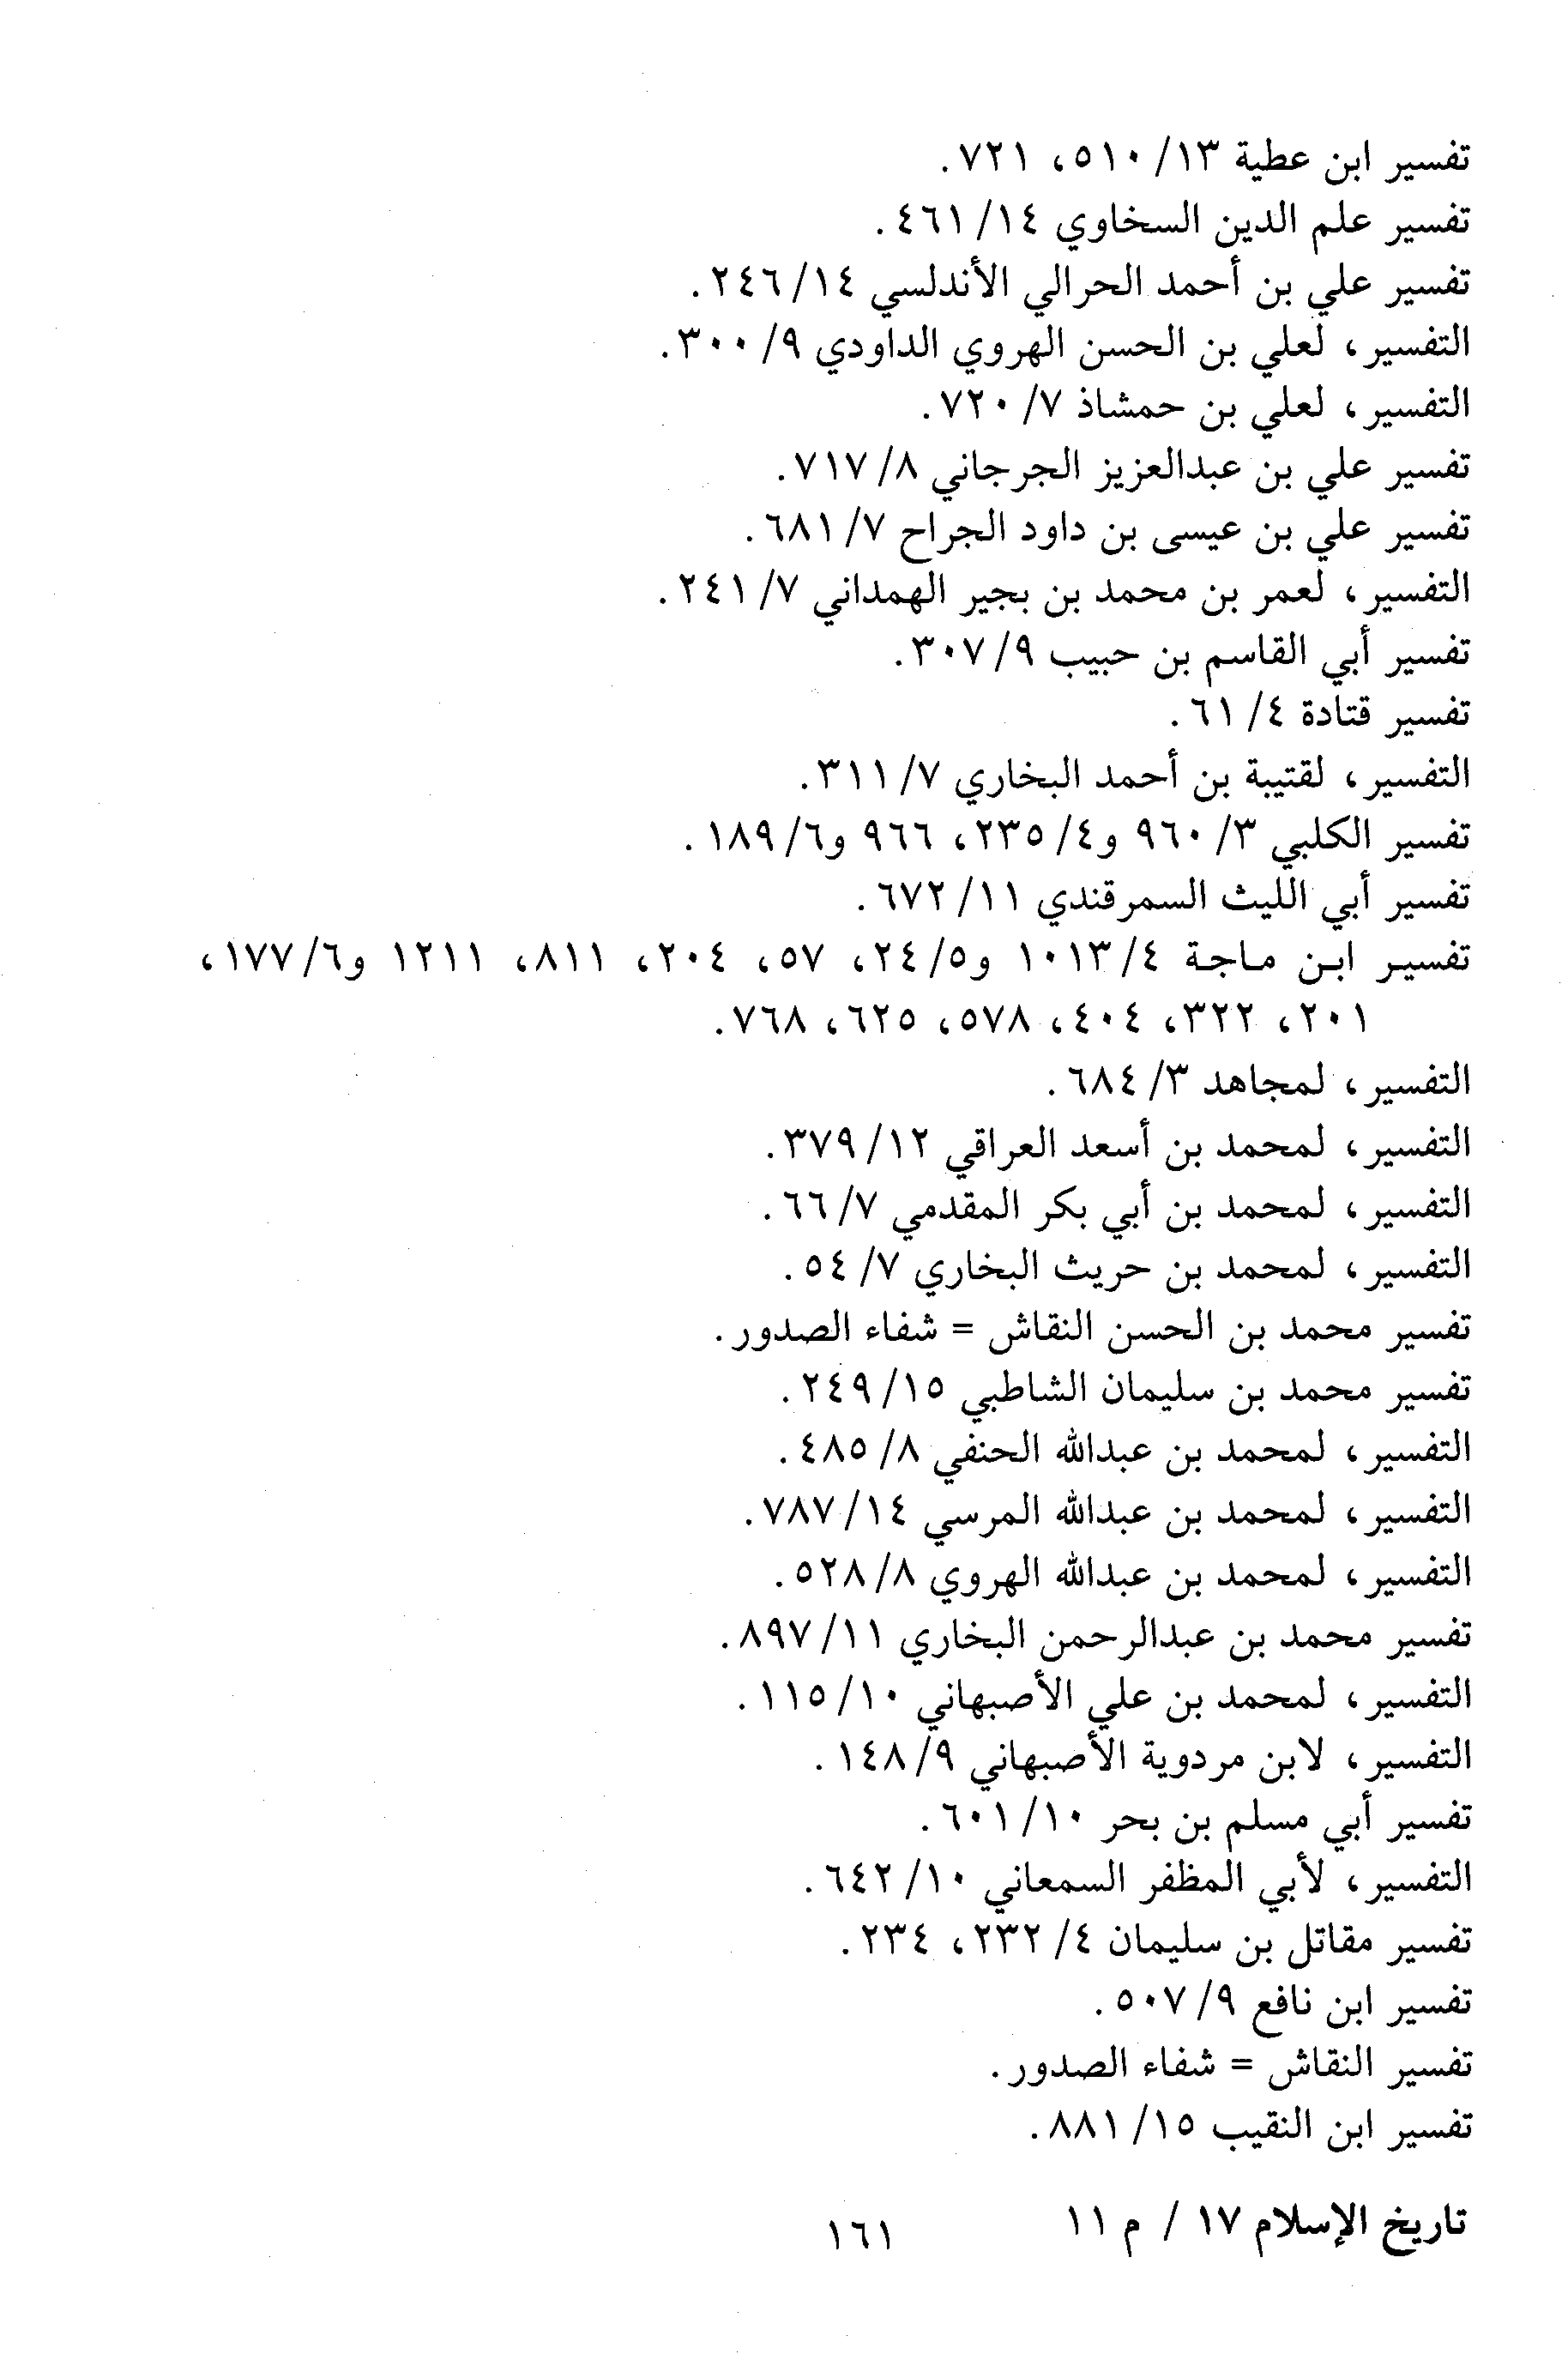 تفسير ابن عطية ١٣/ ٥١٠، ٧٢١.
تفسير علم الدين السخاوي ١٤/ ٤٦١.
تفسير علي بن أحمد الحرالي الأندلسي ١٤/ ٢٤٦.
التفسير، لعلي بن الحسن الهروي الداودي ٩/ ٣٠٠.
التفسير، لعلي بن حمشاذ ٧/ ٧٢٠.
تفسير علي بن عبدالعزيز الجرجاني ٨/ ٧١٧.
تفسير علي بن عيسى بن داود الجراح ٧/ ٦٨١.
التفسير، لعمر بن محمد بن بجير الهمداني ٧/ ٢٤١.
تفسير أبي القاسم بن حبيب ٩/ ٣٠٧.
تفسير قتادة ٤/ ٦١.
التفسير، لقتيبة بن أحمد البخاري ٧/ ٣١١.
تفسير الكلبي ٣/ ٩٦٠ و٤/ ٢٣٥، ٩٦٦ و٦/ ١٨٩.
تفسير أبي الليث السمرقندي ١١/ ٦٧٢.
تفسير ابن ماجة ٤/ ١٠١٣ و٥/ ٢٤، ٥٧، ٢٠٤، ٨١١، ١٢١١ و٦/ ١٧٧،
٢٠١، ٣٢٢، ٤٠٤، ٥٧٨، ٦٢٥، ٧٦٨.
التفسير، لمجاهد ٣/ ٦٨٤.
التفسير، لمحمد بن أسعد العراقي ١٢/ ٣٧٩.
التفسير، لمحمد بن أبي بكر المقدمي ٧/ ٦٦.
التفسير، لمحمد بن حريث البخاري ٧/ ٥٤.
تفسير محمد بن الحسن النقاش = شفاء الصدور.
تفسير محمد بن سليمان الشاطبي ١٥/ ٢٤٩.
التفسير، لمحمد بن عبدالله الحنفي ٨/ ٤٨٥.
التفسير، لمحمد بن عبدالله المرسي ١٤/ ٧٨٧.
التفسير، لمحمد بن عبدالله الهروي ٨/ ٥٢٨.
تفسير محمد بن عبدالرحمن البخاري ١١/ ٨٩٧.
التفسير، لمحمد بن علي الأصبهاني ١٠/ ١١٥.
التفسير، لابن مردوية الأصبهاني ٩/ ١٤٨.
تفسير أبي مسلم بن بحر ١٠/ ٦٠١.
التفسير، لأبي المظفر السمعاني ١٠/ ٦٤٢.
تفسير مقاتل بن سليمان ٤/ ٢٣٢، ٢٣٤.
تفسير ابن نافع ٩/ ٥٠٧.
تفسير النقاش = شفاء الصدور.
تفسير ابن النقيب ١٥/ ٨٨١.
تاريخ الإسلام ١٧ / م ١١
١٦١